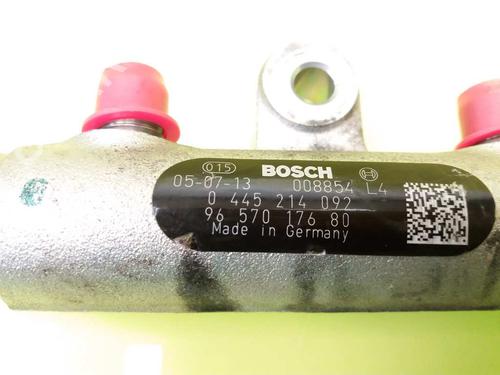 015 BOSCH
05-07-13 008854 L4
0 445 214 092
96 570 176 80
Made in Germany